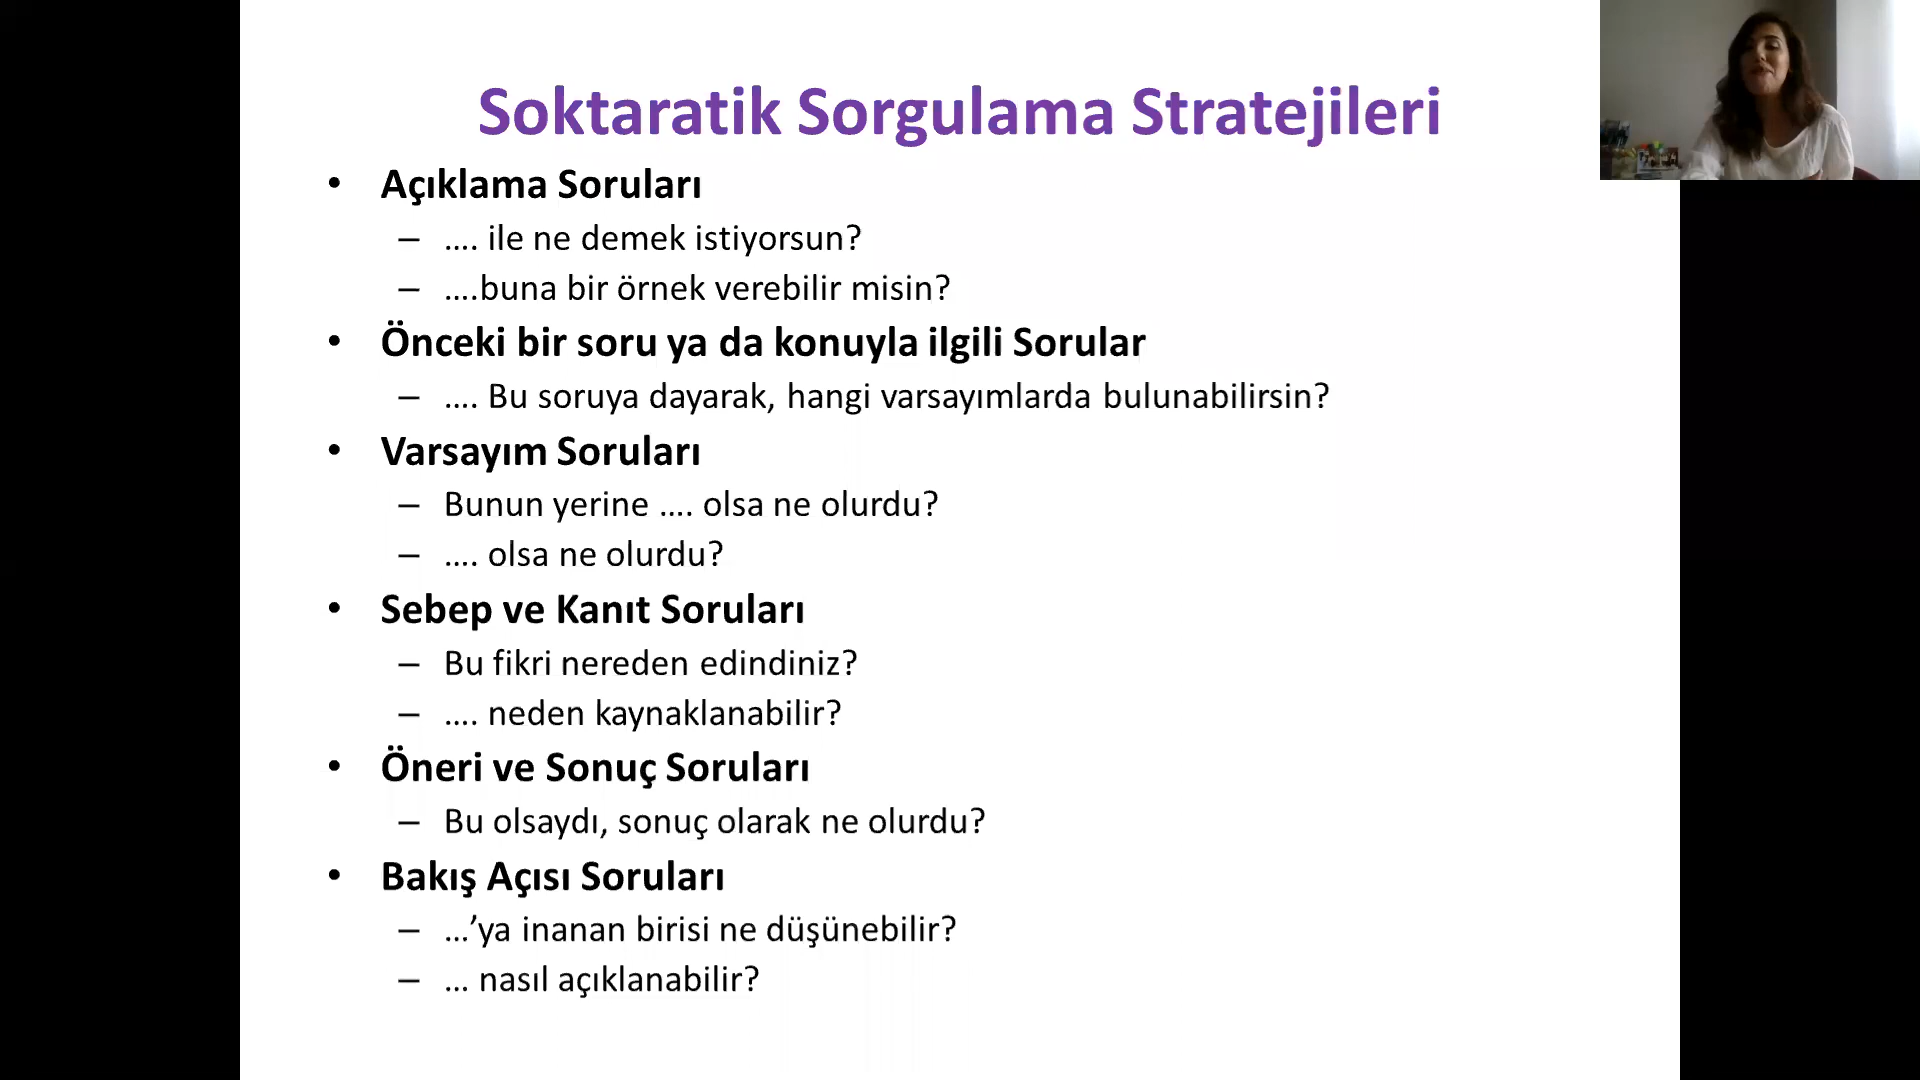 Soktaratik Sorgulama Stratejileri
• Açıklama Soruları
– …. ile ne demek istiyorsun?
– ….buna bir örnek verebilir misin?
• Önceki bir soru ya da konuyla ilgili Sorular
– …. Bu soruya dayarak, hangi varsayımlarda bulunabilirsin?
• Varsayım Soruları
– Bunun yerine …. olsa ne olurdu?
– …. olsa ne olurdu?
• Sebep ve Kanıt Soruları
– Bu fikri nereden edindiniz?
– …. neden kaynaklanabilir?
• Öneri ve Sonuç Soruları
– Bu olsaydı, sonuç olarak ne olurdu?
• Bakış Açısı Soruları
– …’ya inanan birisi ne düşünebilir?
– … nasıl açıklanabilir?